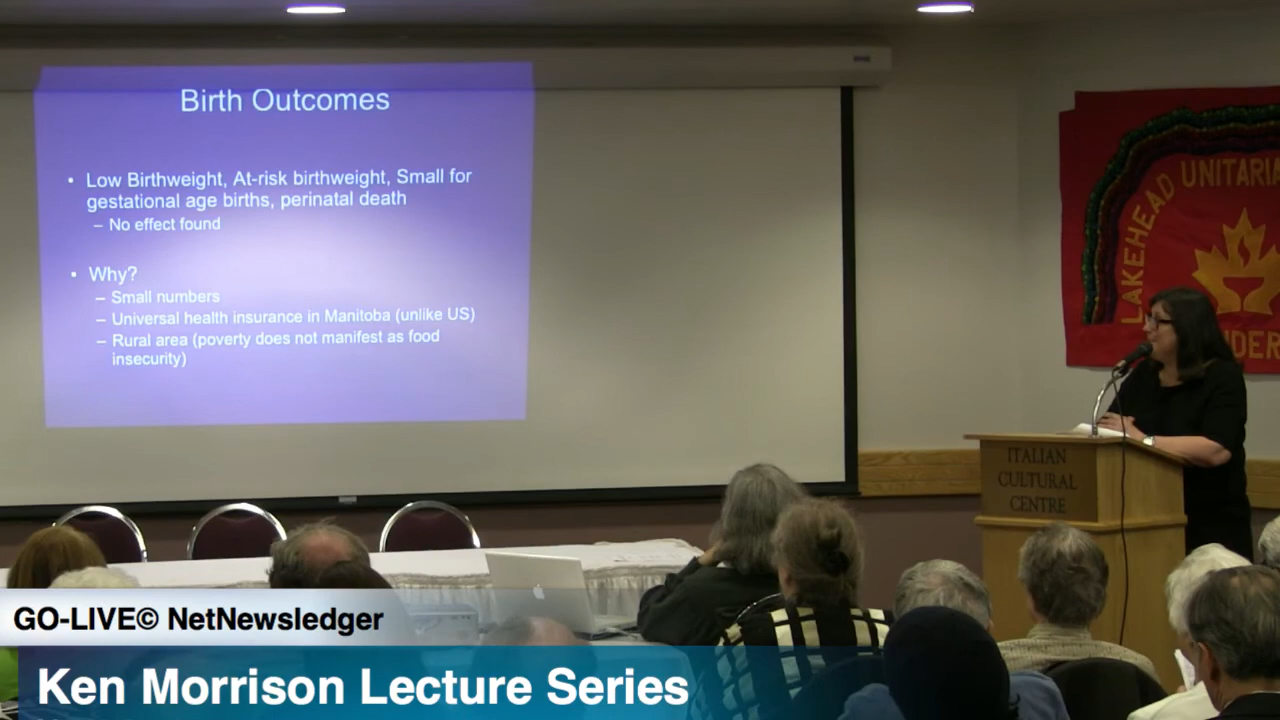 Birth Outcomes
• Low Birthweight, At-risk birthweight, Small for
gestational age births, perinatal death
– No effect found
• Why?
– Small numbers
– Universal health insurance in Manitoba (unlike US)
– Rural area (poverty does not manifest as food
insecurity)
LAKEHEAD UNITARIA
NDER
ITALIAN
CULTURAL
CENTRE
GO-LIVE© NetNewsledger
Ken Morrison Lecture Series